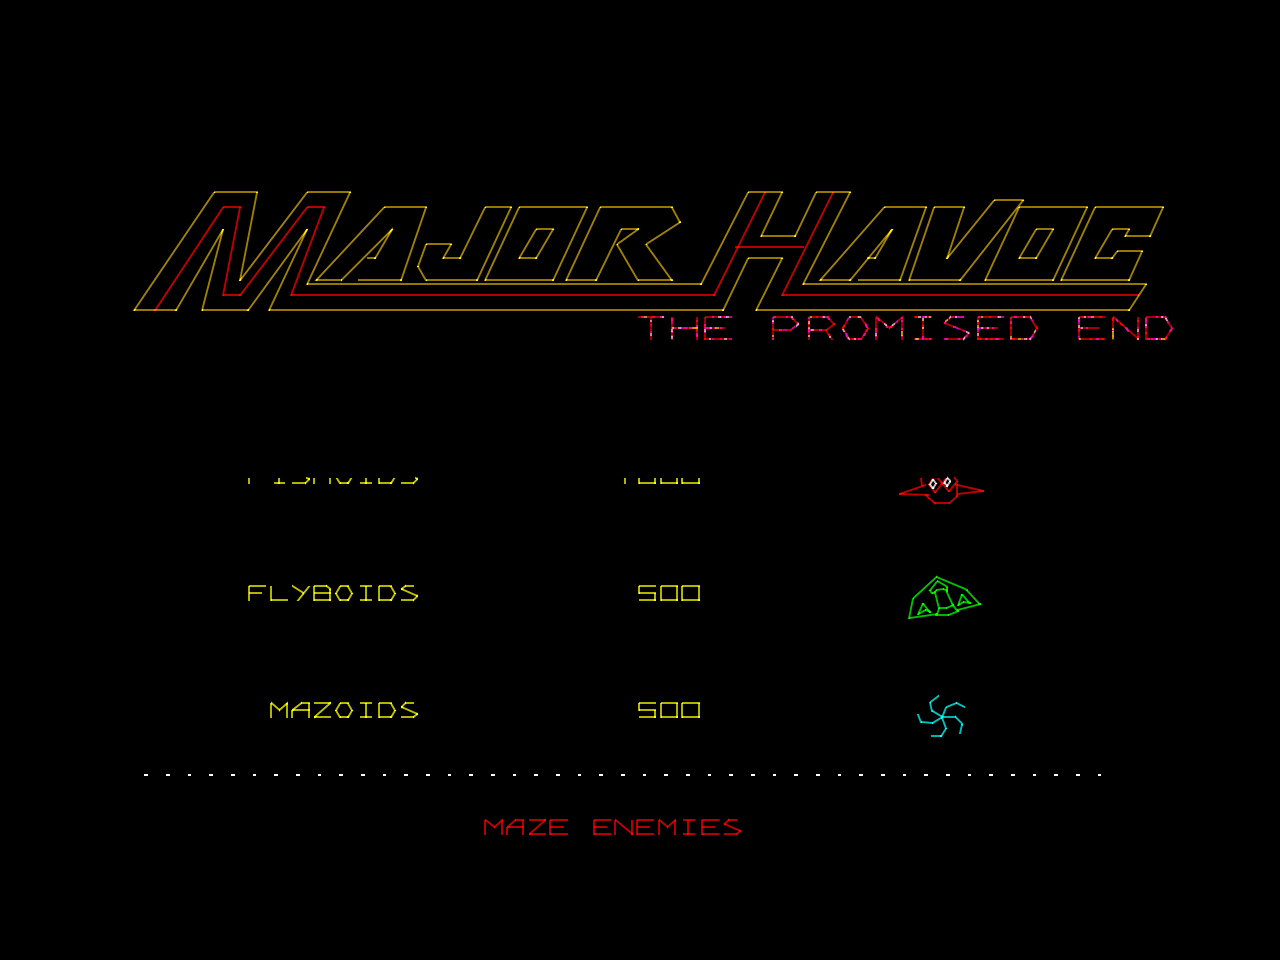 MAJOR HAVOC
THE PROMISED END
FLYBOIDS 500
MAZOIDS 500
MAZE ENEMIES